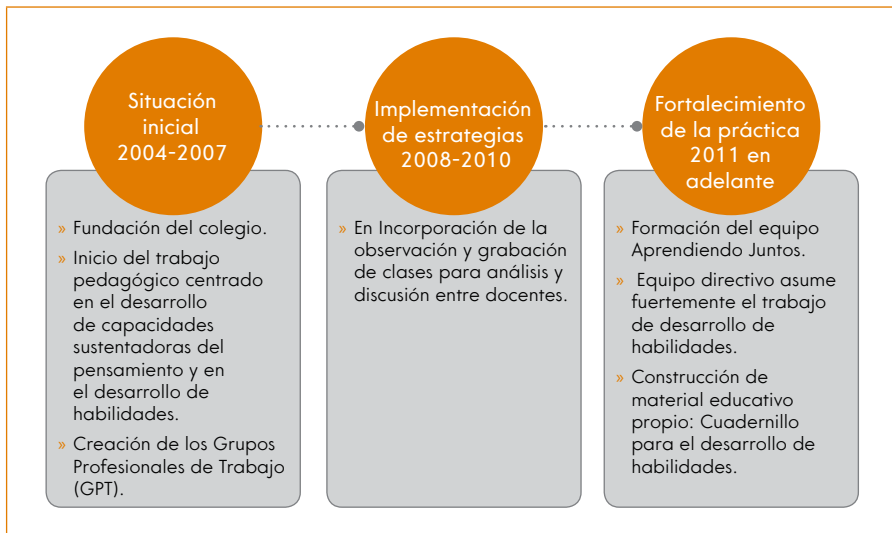 Situación
inicial
2004-2007
» Fundación del colegio.
» Inicio del trabajo
pedagógico centrado
en el desarrollo
de capacidades
sustentadoras del
pensamiento y en
el desarrollo de
habilidades.
» Creación de los Grupos
Profesionales de Trabajo
(GPT).
Implementación
de estrategias
2008-2010
» En Incorporación de la
observación y grabación
de clases para análisis y
discusión entre docentes.
Fortalecimiento
de la práctica
2011 en
adelante
» Formación del equipo
Aprendiendo Juntos.
» Equipo directivo asume
fuertemente el trabajo
de desarrollo de
habilidades.
» Construcción de
material educativo
propio: Cuadernillo
para el desarrollo de
habilidades.